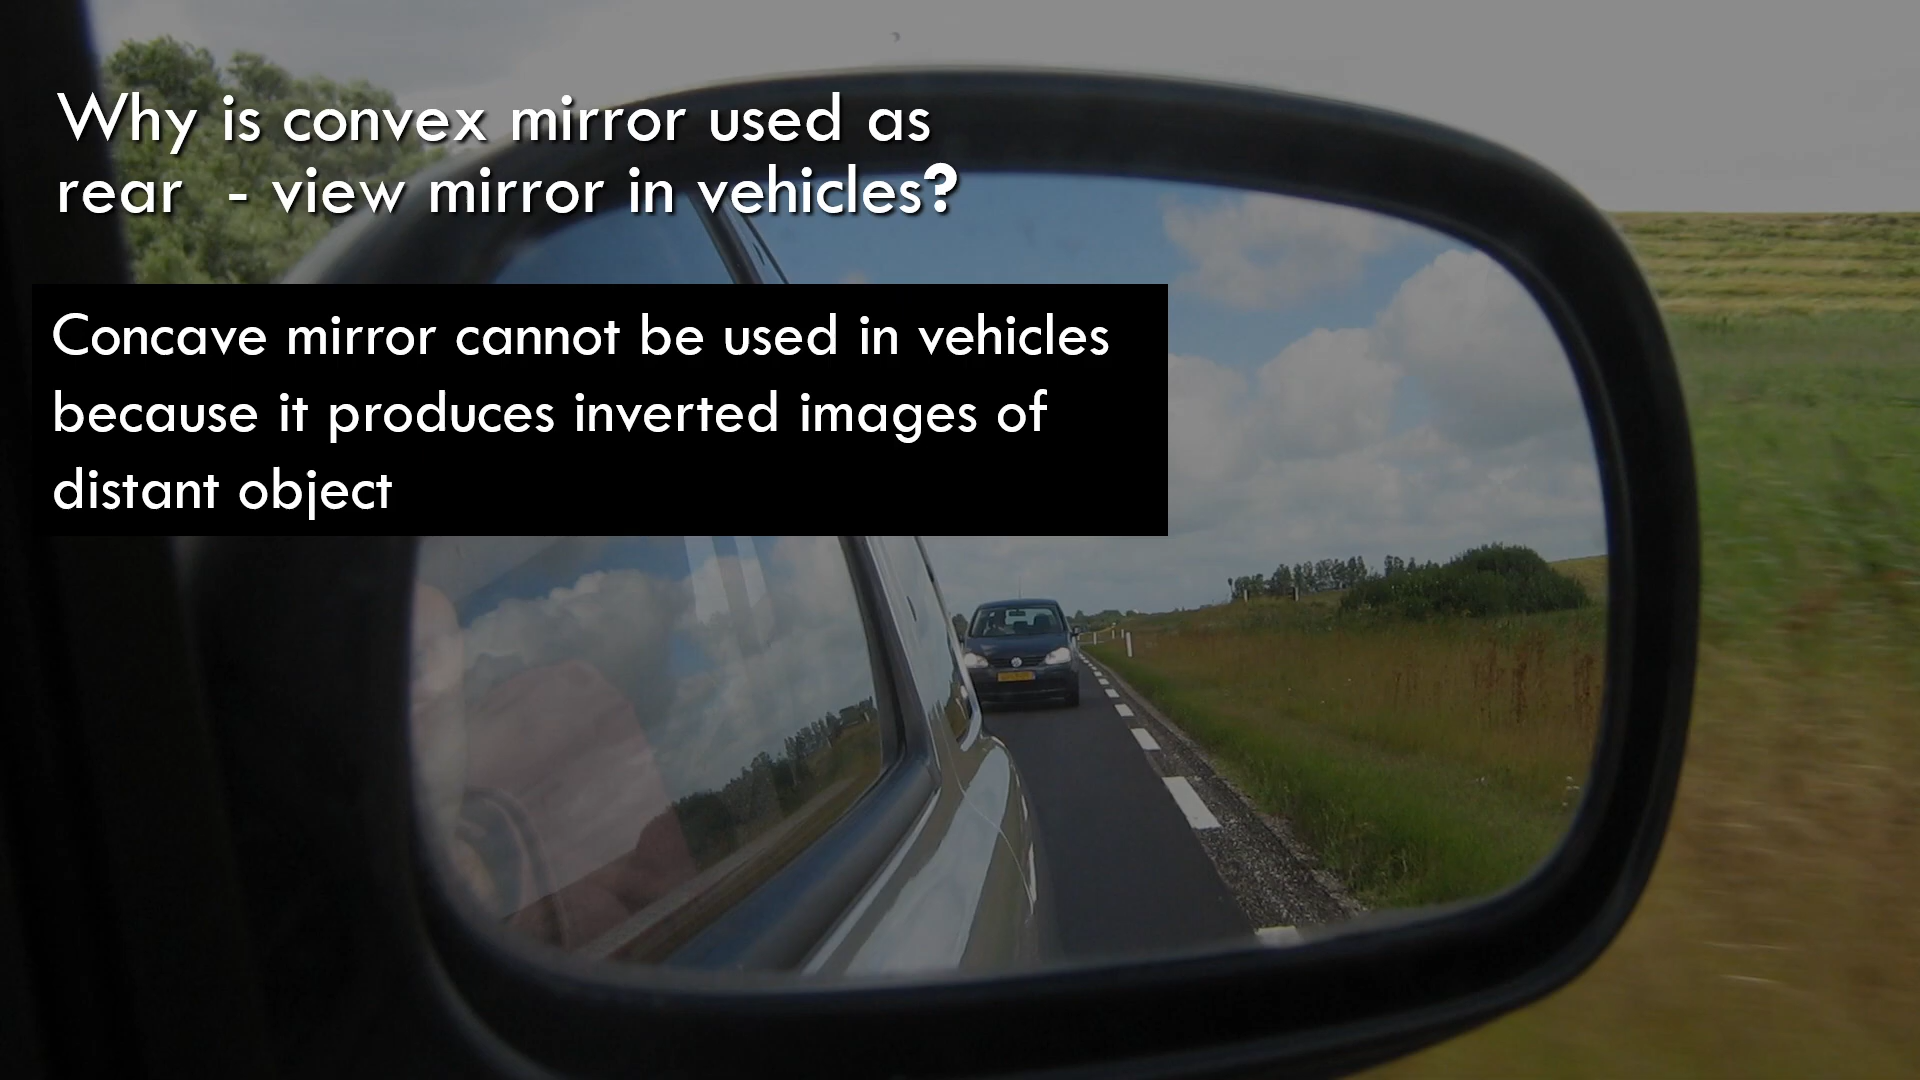 Why is convex mirror used as
rear - view mirror in vehicles?
Concave mirror cannot be used in vehicles
because it produces inverted images of
distant object